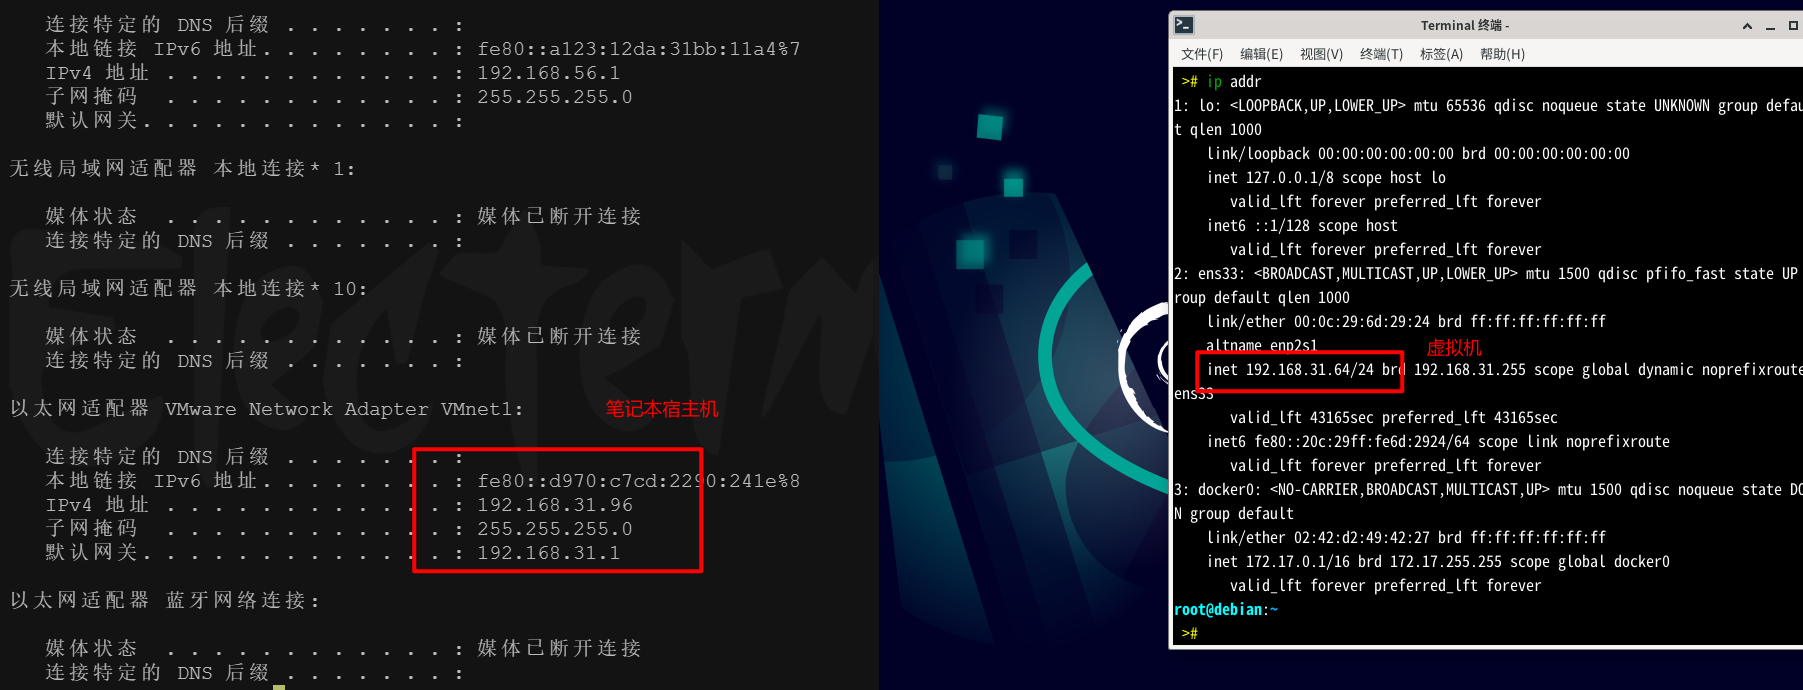 连接特定的 DNS 后缀 . . . . . . . :
本地链接 IPv6 地址. . . . . . . . : fe80::a123:12da:31bb:11a4%7
IPv4 地址 . . . . . . . . . . . . : 192.168.56.1
子网掩码  . . . . . . . . . . . . : 255.255.255.0
默认网关. . . . . . . . . . . . . :
无线局域网适配器 本地连接* 1:
媒体状态  . . . . . . . . . . . . : 媒体已断开连接
连接特定的 DNS 后缀 . . . . . . . :
无线局域网适配器 本地连接* 10:
媒体状态  . . . . . . . . . . . . : 媒体已断开连接
连接特定的 DNS 后缀 . . . . . . . :
以太网适配器 VMware Network Adapter VMnet1:
笔记本宿主机
连接特定的 DNS 后缀 . . . . . . . :
本地链接 IPv6 地址. . . . . . . . : fe80::d970:c7cd:2290:241e%8
IPv4 地址 . . . . . . . . . . . . : 192.168.31.96
子网掩码  . . . . . . . . . . . . : 255.255.255.0
默认网关. . . . . . . . . . . . . : 192.168.31.1
以太网适配器 蓝牙网络连接:
媒体状态  . . . . . . . . . . . . : 媒体已断开连接
连接特定的 DNS 后缀 . . . . . . . :
Electerm
Terminal 终端 -
文件(F) 编辑(E) 视图(V) 终端(T) 标签(A) 帮助(H)
># ip addr
1: lo: <LOOPBACK,UP,LOWER_UP> mtu 65536 qdisc noqueue state UNKNOWN group defau
t qlen 1000
link/loopback 00:00:00:00:00:00 brd 00:00:00:00:00:00
inet 127.0.0.1/8 scope host lo
valid_lft forever preferred_lft forever
inet6 ::1/128 scope host
valid_lft forever preferred_lft forever
2: ens33: <BROADCAST,MULTICAST,UP,LOWER_UP> mtu 1500 qdisc pfifo_fast state UP
roup default qlen 1000
link/ether 00:0c:29:6d:29:24 brd ff:ff:ff:ff:ff:ff
altname enp2s1
虚拟机
inet 192.168.31.64/24 brd 192.168.31.255 scope global dynamic noprefixroute
ens33
valid_lft 43165sec preferred_lft 43165sec
inet6 fe80::20c:29ff:fe6d:2924/64 scope link noprefixroute
valid_lft forever preferred_lft forever
3: docker0: <NO-CARRIER,BROADCAST,MULTICAST,UP> mtu 1500 qdisc noqueue state DO
N group default
link/ether 02:42:d2:49:42:27 brd ff:ff:ff:ff:ff:ff
inet 172.17.0.1/16 brd 172.17.255.255 scope global docker0
valid_lft forever preferred_lft forever
root@debian:~
>#